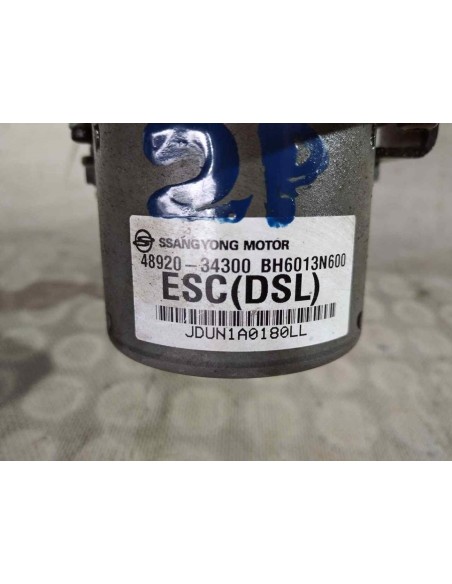 2P
SSANGYONG MOTOR
48920-34300 BH6013N600
ESC(DSL)
JDUN1A0180LL